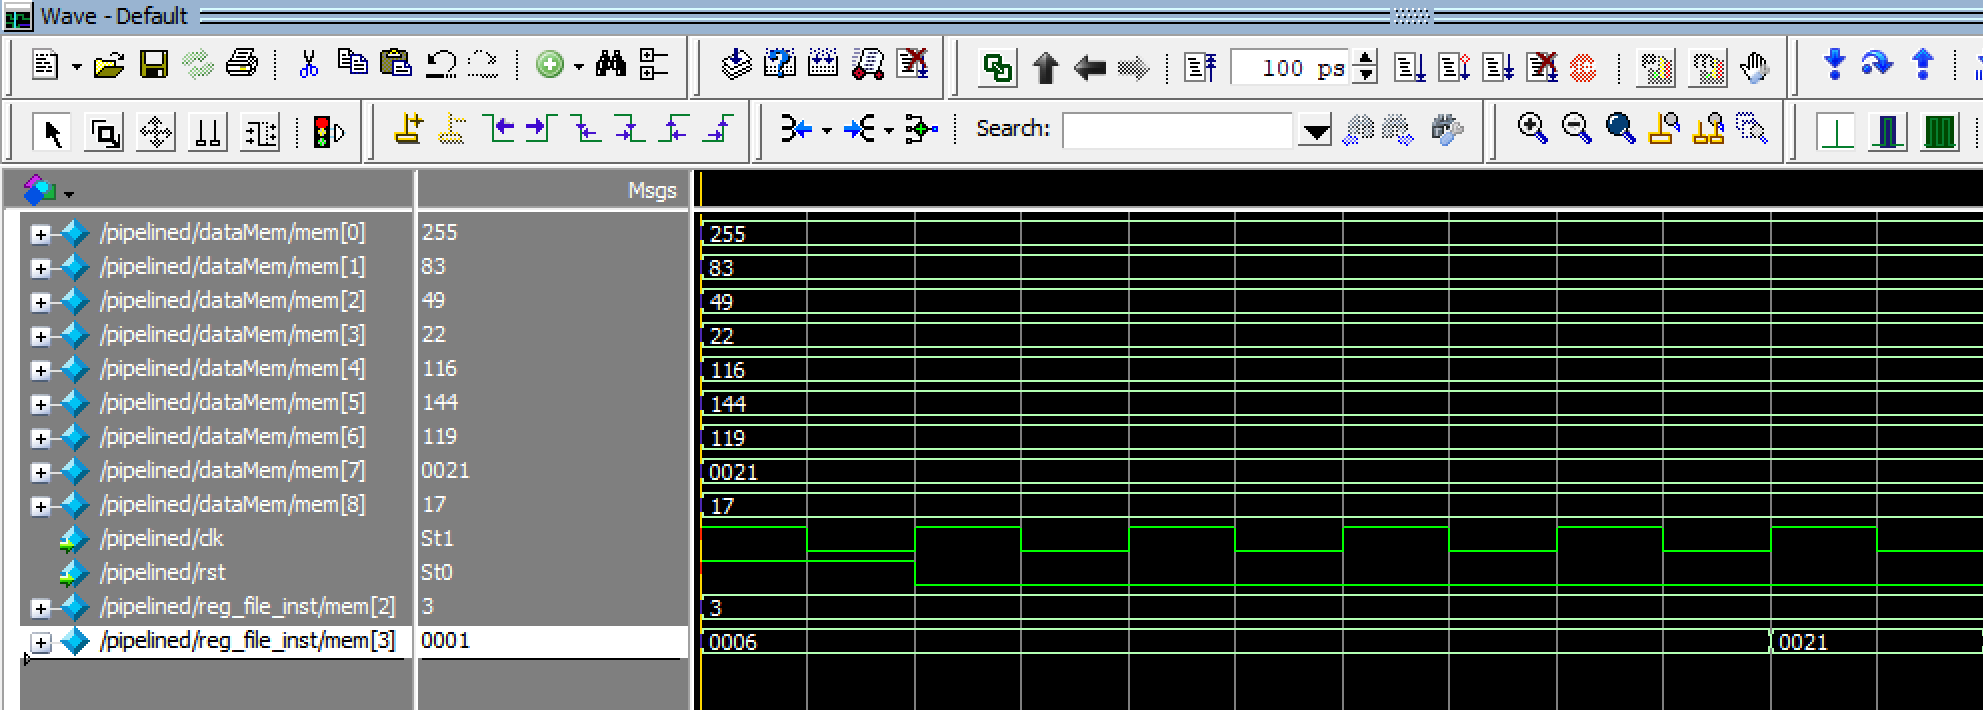 Wave - Default
100 ps
Search:
Msgs
/pipelined/dataMem/mem[0] 255 255
/pipelined/dataMem/mem[1] 83 83
/pipelined/dataMem/mem[2] 49 49
/pipelined/dataMem/mem[3] 22 22
/pipelined/dataMem/mem[4] 116 116
/pipelined/dataMem/mem[5] 144 144
/pipelined/dataMem/mem[6] 119 119
/pipelined/dataMem/mem[7] 0021 0021
/pipelined/dataMem/mem[8] 17 17
/pipelined/clk St1
/pipelined/rst St0
/pipelined/reg_file_inst/mem[2] 3 3
/pipelined/reg_file_inst/mem[3] 0001 0006 0021